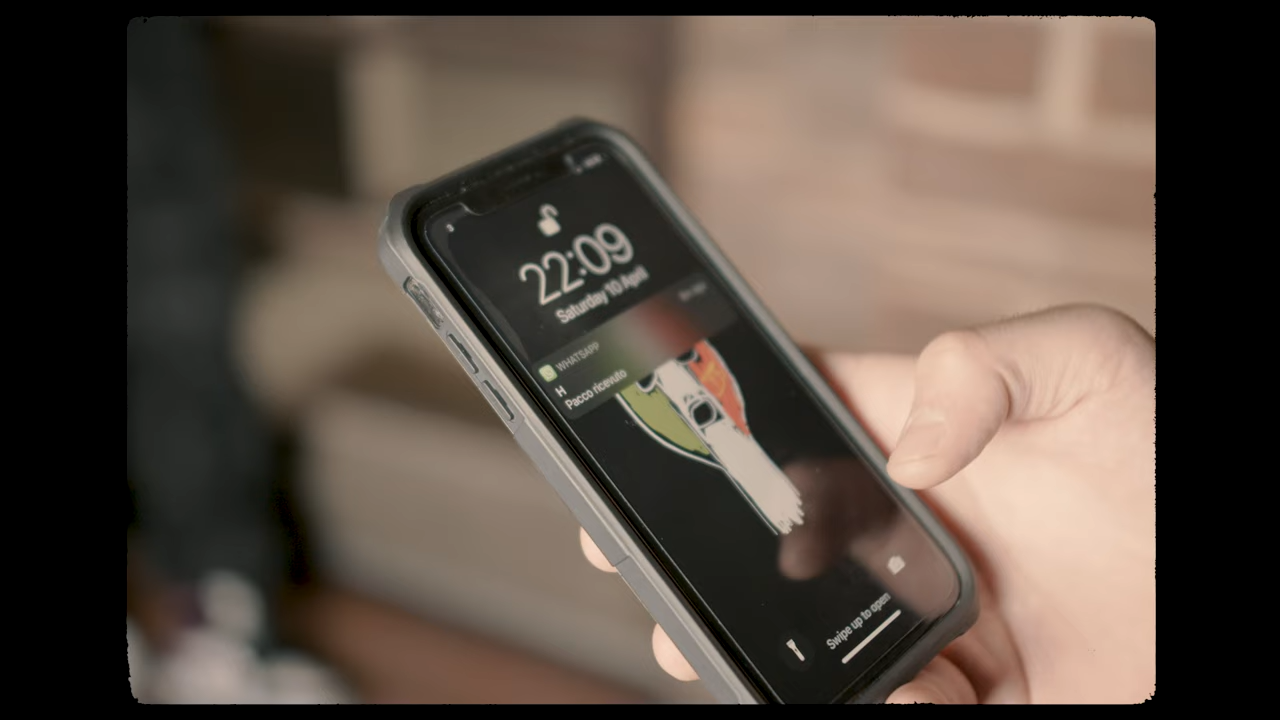 22:09
Saturday 10 April
WHATSAPP
H
Pacco ricevuto
Swipe up to open